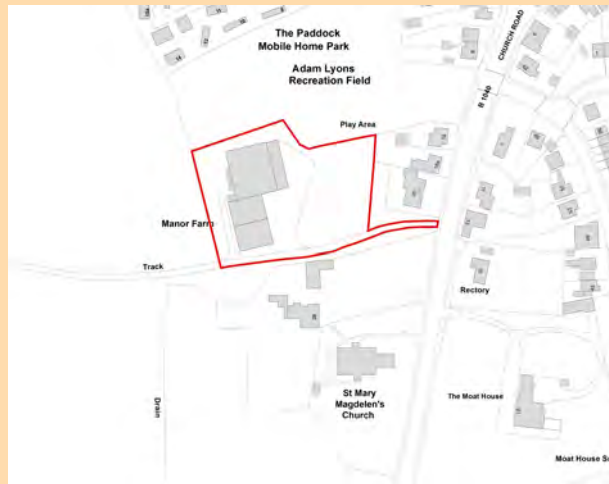 The Paddock
Mobile Home Park
Adam Lyons
Recreation Field
CHURCH ROAD
B 1040
Play Area
Manor Farm
Track
Rectory
Drain
St Mary
Magdelen's
Church
The Moat House
Moat House